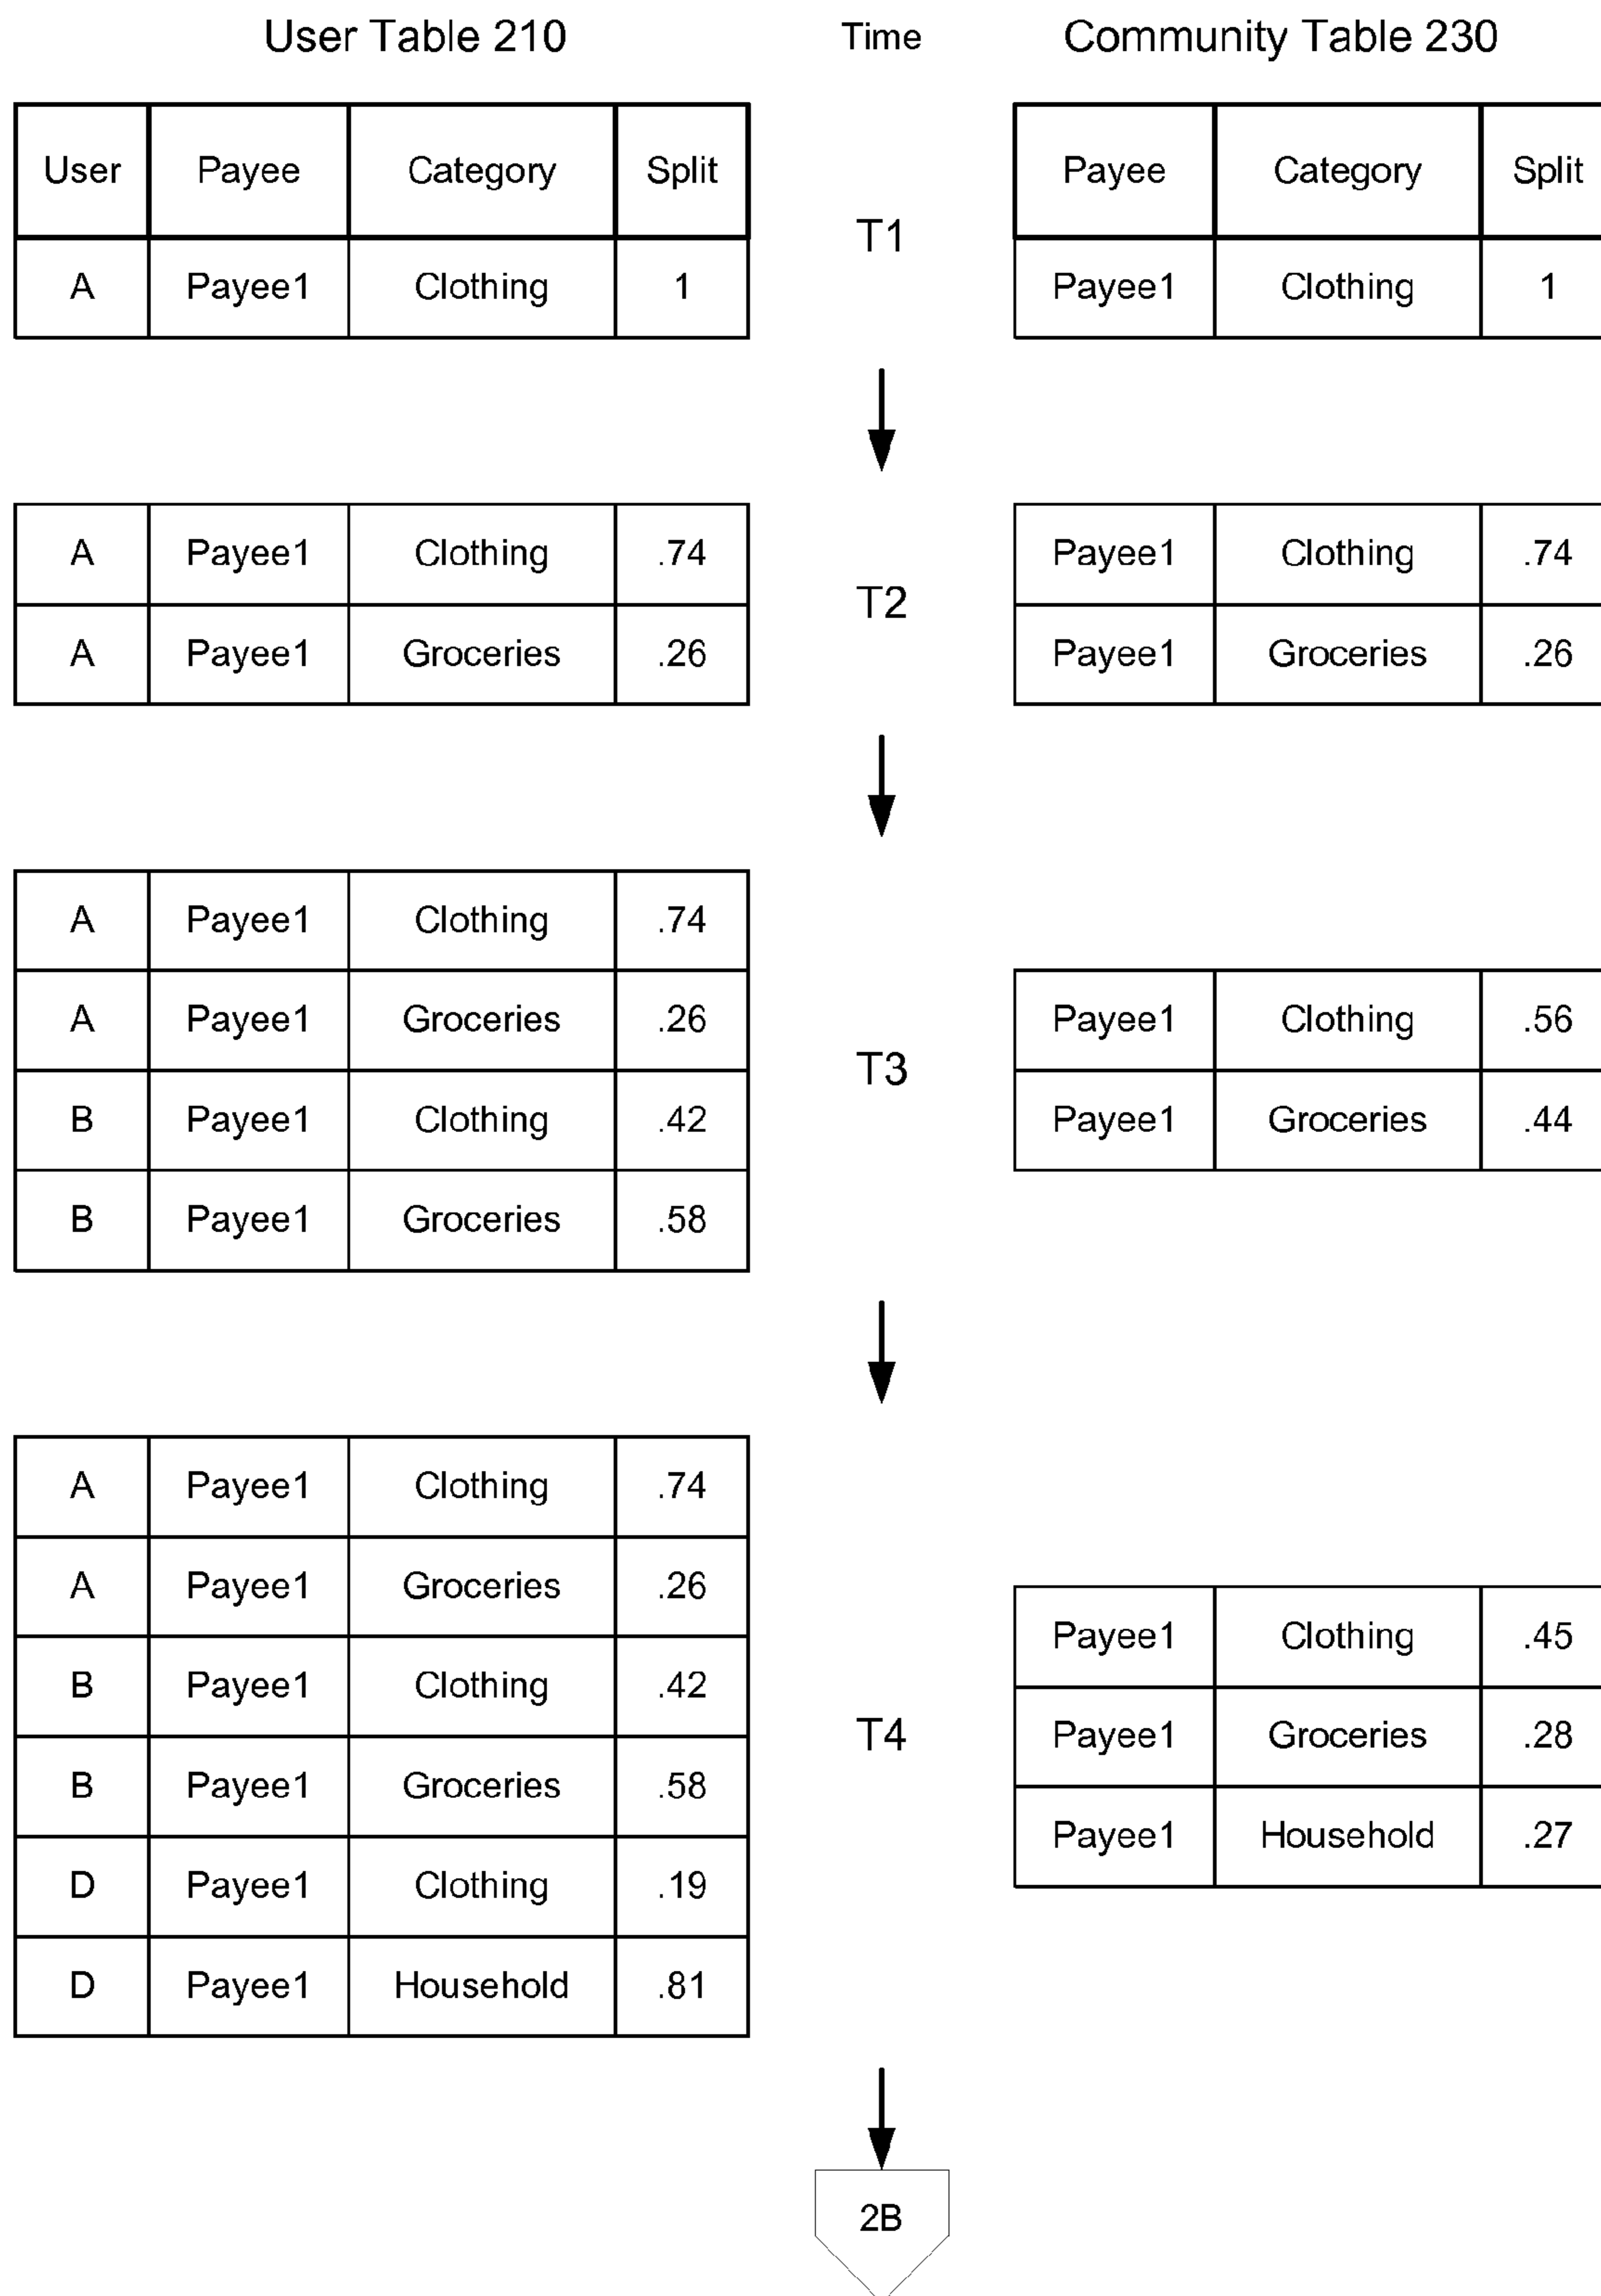 User Table 210 Time Community Table 230
User Payee Category Split Payee Category Split
T1
A Payee1 Clothing 1 Payee1 Clothing 1
A Payee1 Clothing .74 Payee1 Clothing .74
T2
A Payee1 Groceries .26 Payee1 Groceries .26
A Payee1 Clothing .74
A Payee1 Groceries .26 Payee1 Clothing .56
T3
B Payee1 Clothing .42 Payee1 Groceries .44
B Payee1 Groceries .58
A Payee1 Clothing .74
A Payee1 Groceries .26
Payee1 Clothing .45
B Payee1 Clothing .42
T4 Payee1 Groceries .28
B Payee1 Groceries .58
Payee1 Household .27
D Payee1 Clothing .19
D Payee1 Household .81
2B